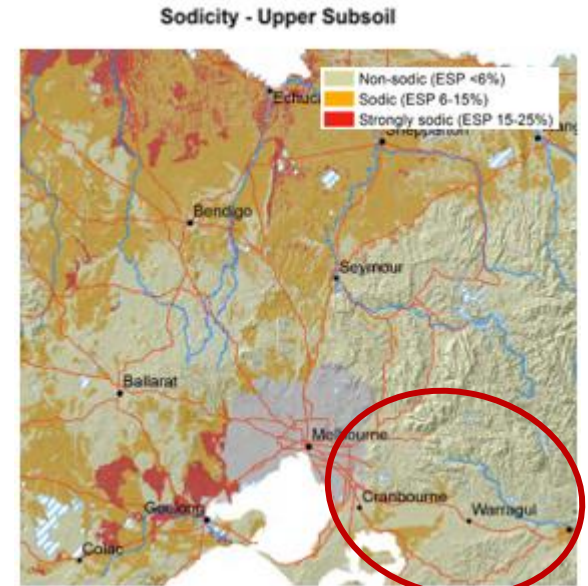 Sodicity - Upper Subsoil
Non-sodic (ESP <6%)
Sodic (ESP 6-15%)
Strongly sodic (ESP 15-25%)
Echuc
Shepparton
Bendigo
Seymour
Ballarat
Melbourne
Geelong
Cranbourne
Warragul
Colac